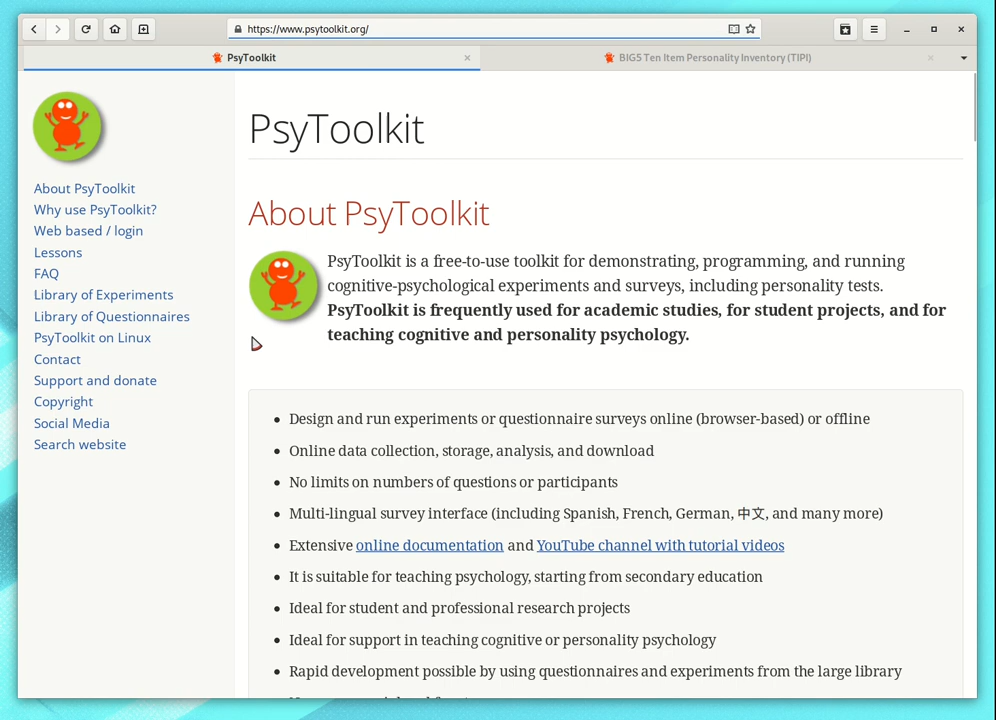 https://www.psytoolkit.org/
PsyToolkit
BIG5 Ten Item Personality Inventory (TIPI)
About PsyToolkit
Why use PsyToolkit?
Web based / login
Lessons
FAQ
Library of Experiments
Library of Questionnaires
PsyToolkit on Linux
Contact
Support and donate
Copyright
Social Media
Search website
PsyToolkit
About PsyToolkit
PsyToolkit is a free-to-use toolkit for demonstrating, programming, and running
cognitive-psychological experiments and surveys, including personality tests.
PsyToolkit is frequently used for academic studies, for student projects, and for
teaching cognitive and personality psychology.
Design and run experiments or questionnaire surveys online (browser-based) or offline
Online data collection, storage, analysis, and download
No limits on numbers of questions or participants
Multi-lingual survey interface (including Spanish, French, German, 中文, and many more)
Extensive online documentation and YouTube channel with tutorial videos
It is suitable for teaching psychology, starting from secondary education
Ideal for student and professional research projects
Ideal for support in teaching cognitive or personality psychology
Rapid development possible by using questionnaires and experiments from the large library